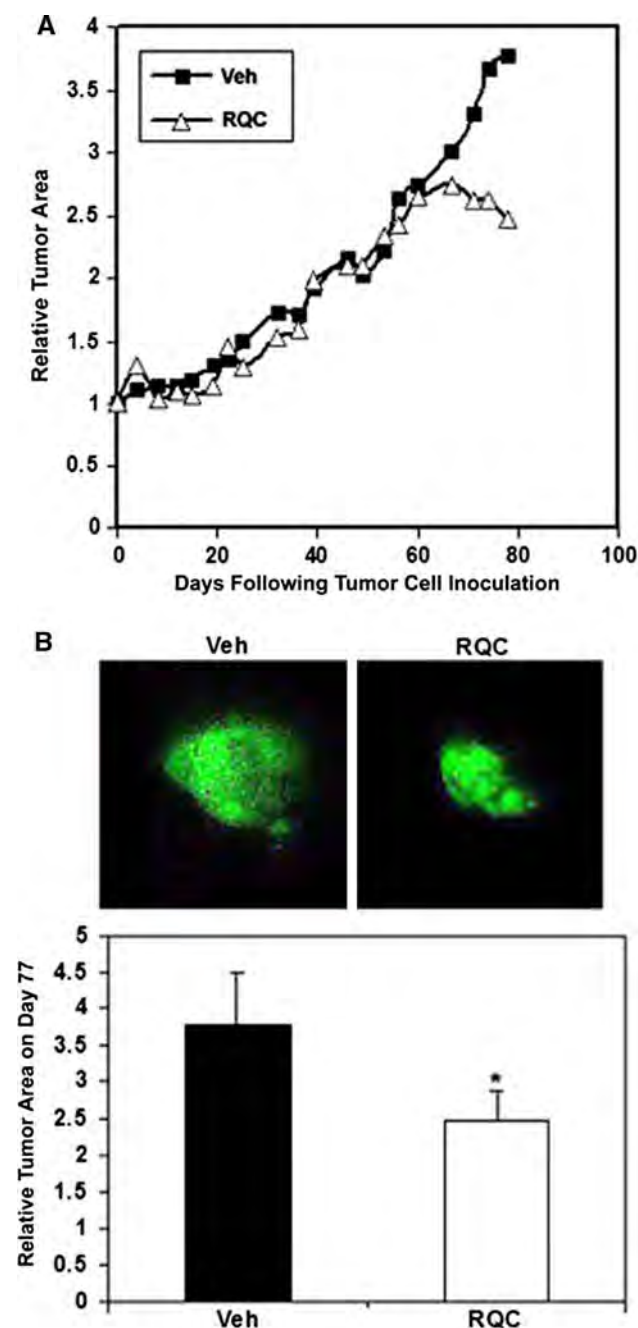 A
Relative Tumor Area
4
3.5
3
2.5
2
1.5
1
0.5
0
Veh
RQC
0 20 40 60 80 100
Days Following Tumor Cell Inoculation
B
Veh RQC
Relative Tumor Area on Day 77
5
4.5
4
3.5
3
2.5
2
1.5
1
0.5
0
*
Veh RQC